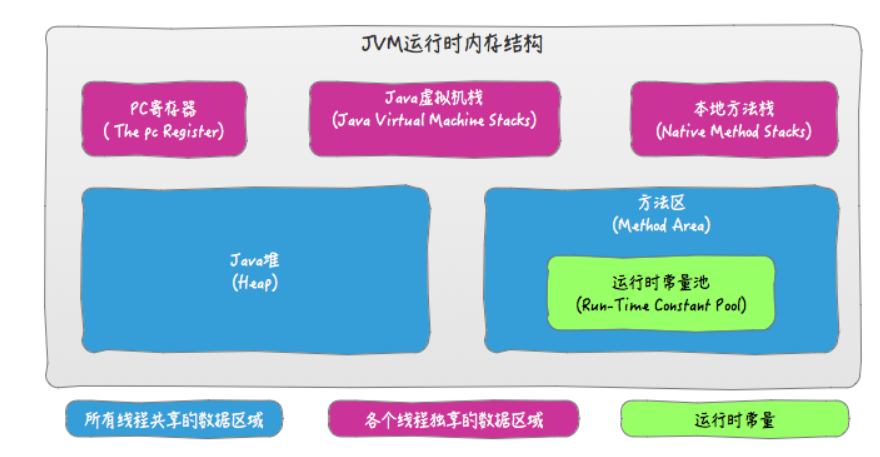 JVM运行时内存结构
PC寄存器
( The pc Register)
Java虚拟机栈
(Java Virtual Machine Stacks)
本地方法栈
(Native Method Stacks)
Java堆
(Heap)
方法区
(Method Area)
运行时常量池
(Run-Time Constant Pool)
所有线程共享的数据区域
各个线程独享的数据区域
运行时常量